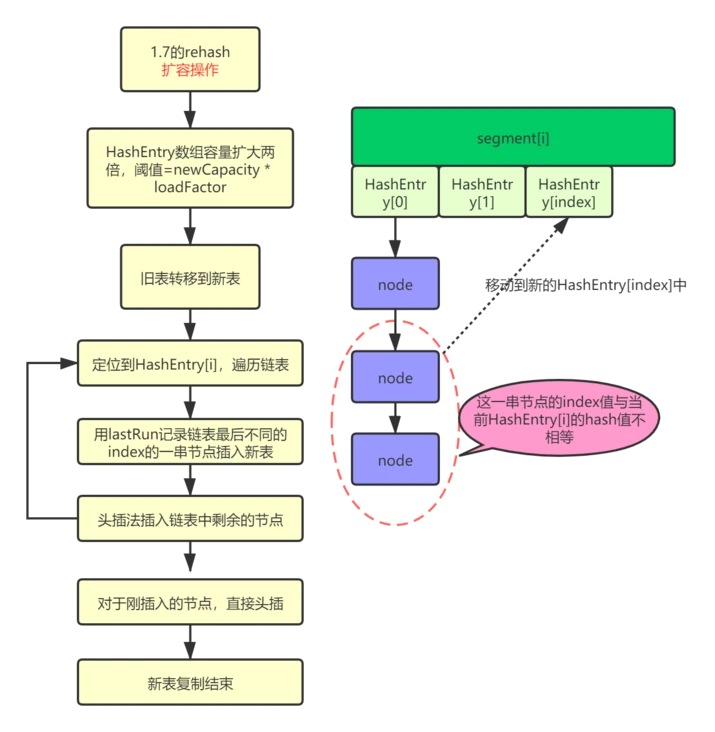 1.7的rehash
扩容操作
HashEntry数组容量扩大两
倍，阈值=newCapacity *
loadFactor
旧表转移到新表
定位到HashEntry[i]，遍历链表
用lastRun记录链表最后不同的
index的一串节点插入新表
头插法插入链表中剩余的节点
对于刚插入的节点，直接头插
新表复制结束
segment[i]
HashEntr
y[0]
HashEntr
y[1]
HashEntr
y[index]
node
移动到新的HashEntry[index]中
node
node
这一串节点的index值与当
前HashEntry[i]的hash值不
相等